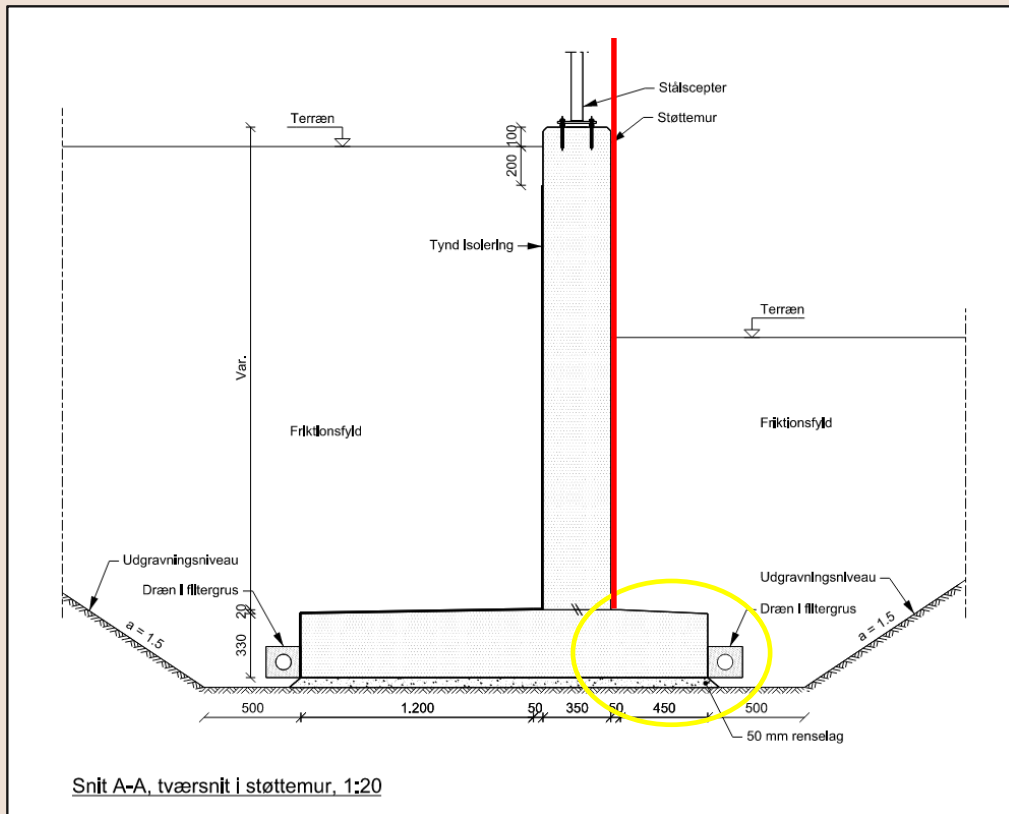 Stålscepter
Støttemur
Terræn
100
200
Tynd isolering
Terræn
Var.
Friktionsfyld
Friktionsfyld
Udgravningsniveau
Dræn i filtergrus
a = 1.5
20
330
Udgravningsniveau
Dræn i filtergrus
a = 1.5
500
1.200
50
350
50
450
500
50 mm renselag
Snit A-A, tværsnit i støttemur, 1:20